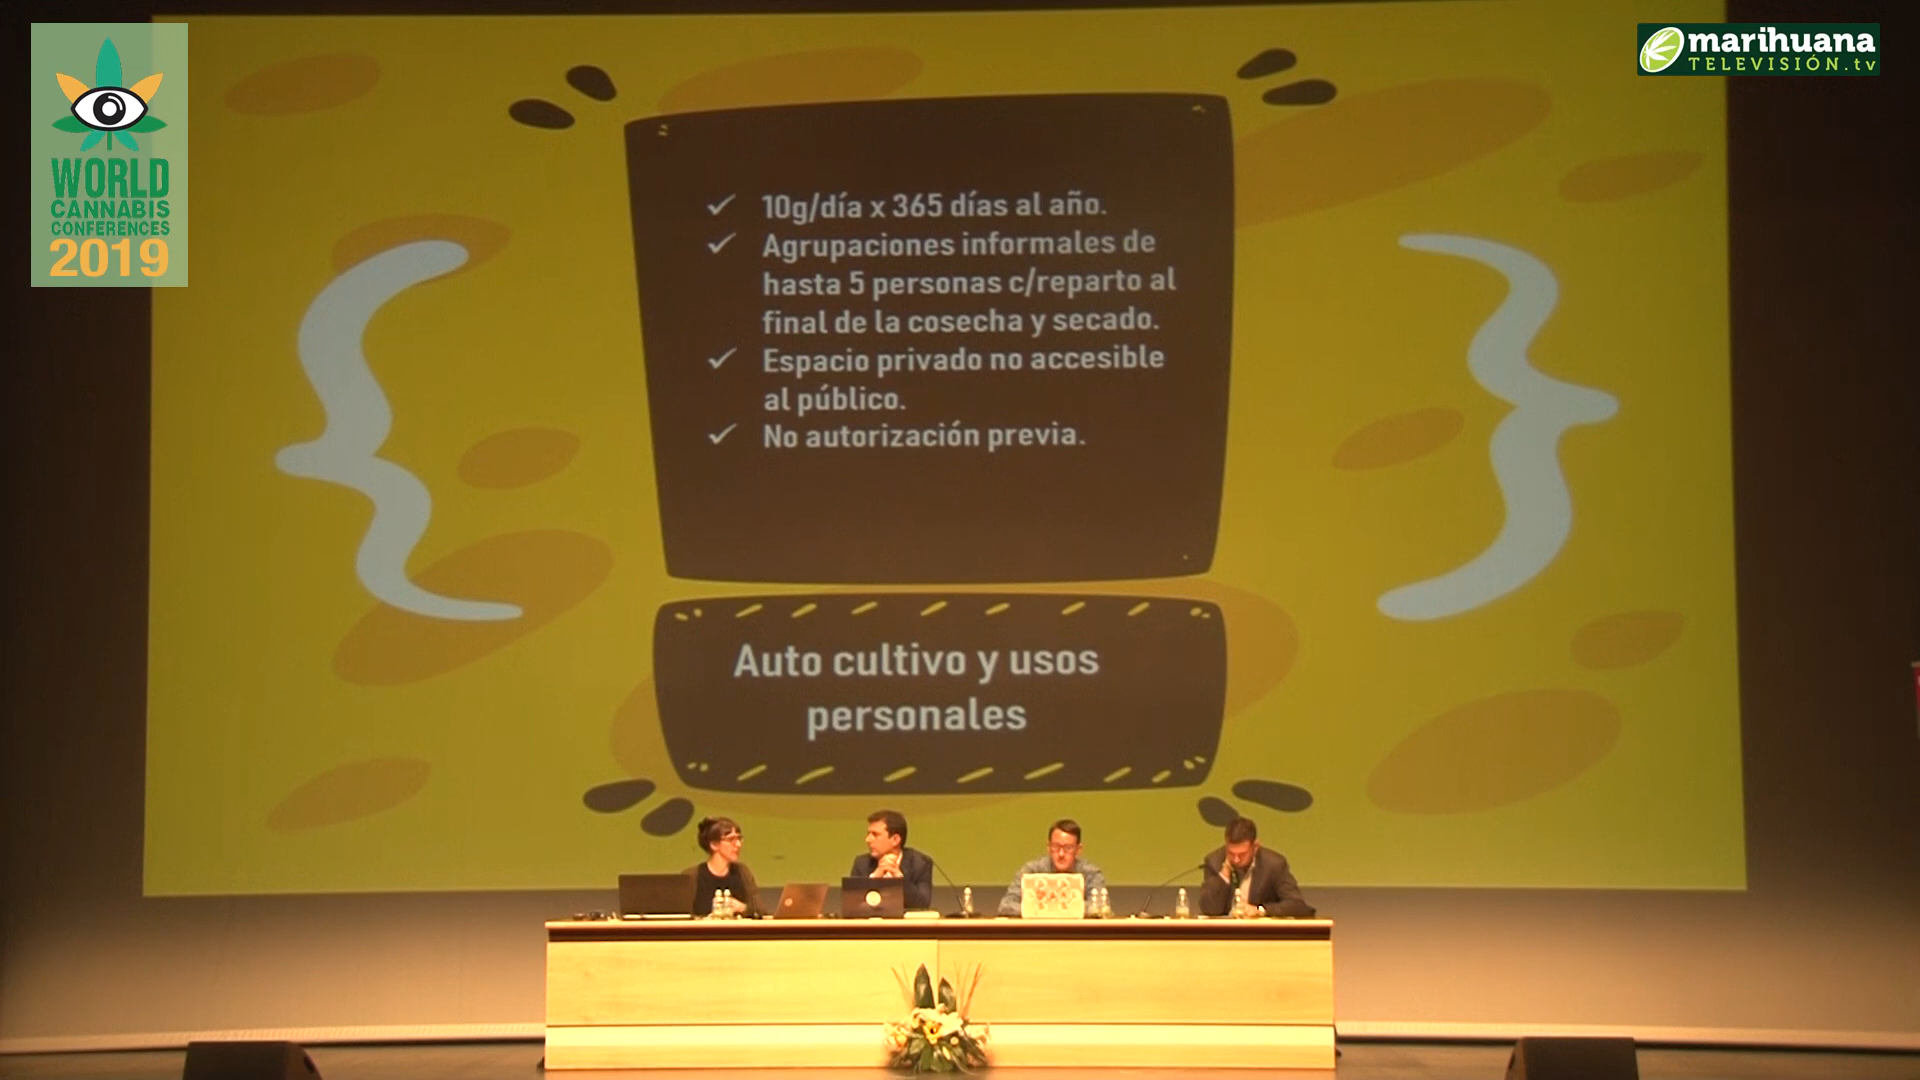 WORLD
CANNABIS
CONFERENCES
2019
marihuana
TELEVISIÓN.tv
10g/día x 365 días al año.
Agrupaciones informales de
hasta 5 personas c/reparto al
final de la cosecha y secado.
Espacio privado no accesible
al público.
No autorización previa.
Auto cultivo y usos
personales